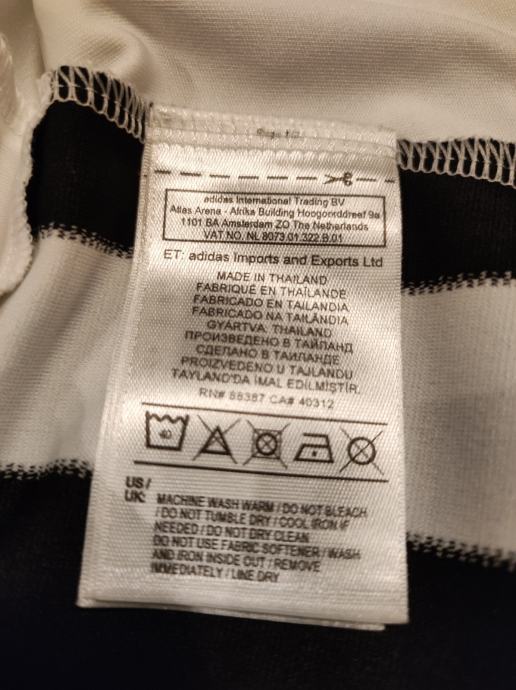 adidas International Trading BV
Atlas Arena - Afrika Building Hoogoorddreef 9a
1101 BA Amsterdam ZO The Netherlands
VAT.NO. NL 8073.01.322.B.01
ET: adidas Imports and Exports Ltd
MADE IN THAILAND
FABRIQUÉ EN THAÏLANDE
FABRICADO EN TAILANDIA
FABRICADO NA TAILÂNDIA
GYÁRTVA: THAILAND
ПРОИЗВЕДЕНО В ТАЙЛАНД
СДЕЛАНО В ТАИЛАНДЕ
PROIZVEDENO U TAJLANDU
TAYLAND'DA İMAL EDİLMİŞTİR.
RN# 88387 CA# 40312
40
US /
UK: MACHINE WASH WARM / DO NOT BLEACH
/ DO NOT TUMBLE DRY / COOL IRON IF
NEEDED / DO NOT DRY CLEAN
DO NOT USE FABRIC SOFTENER / WASH
AND IRON INSIDE OUT / REMOVE
IMMEDIATELY / LINE DRY